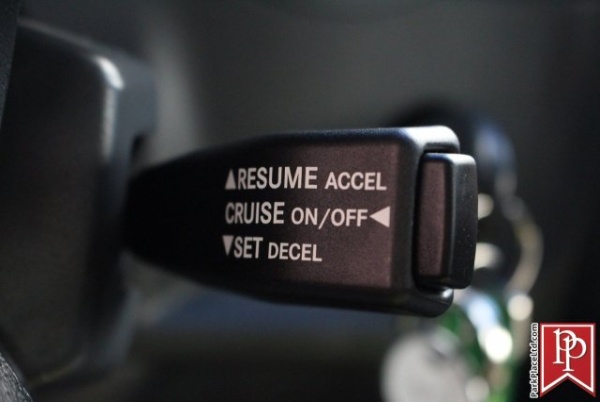 ▲RESUME ACCEL
CRUISE ON/OFF◀
▼SET DECEL
ParkPlaceLtd.com
PP